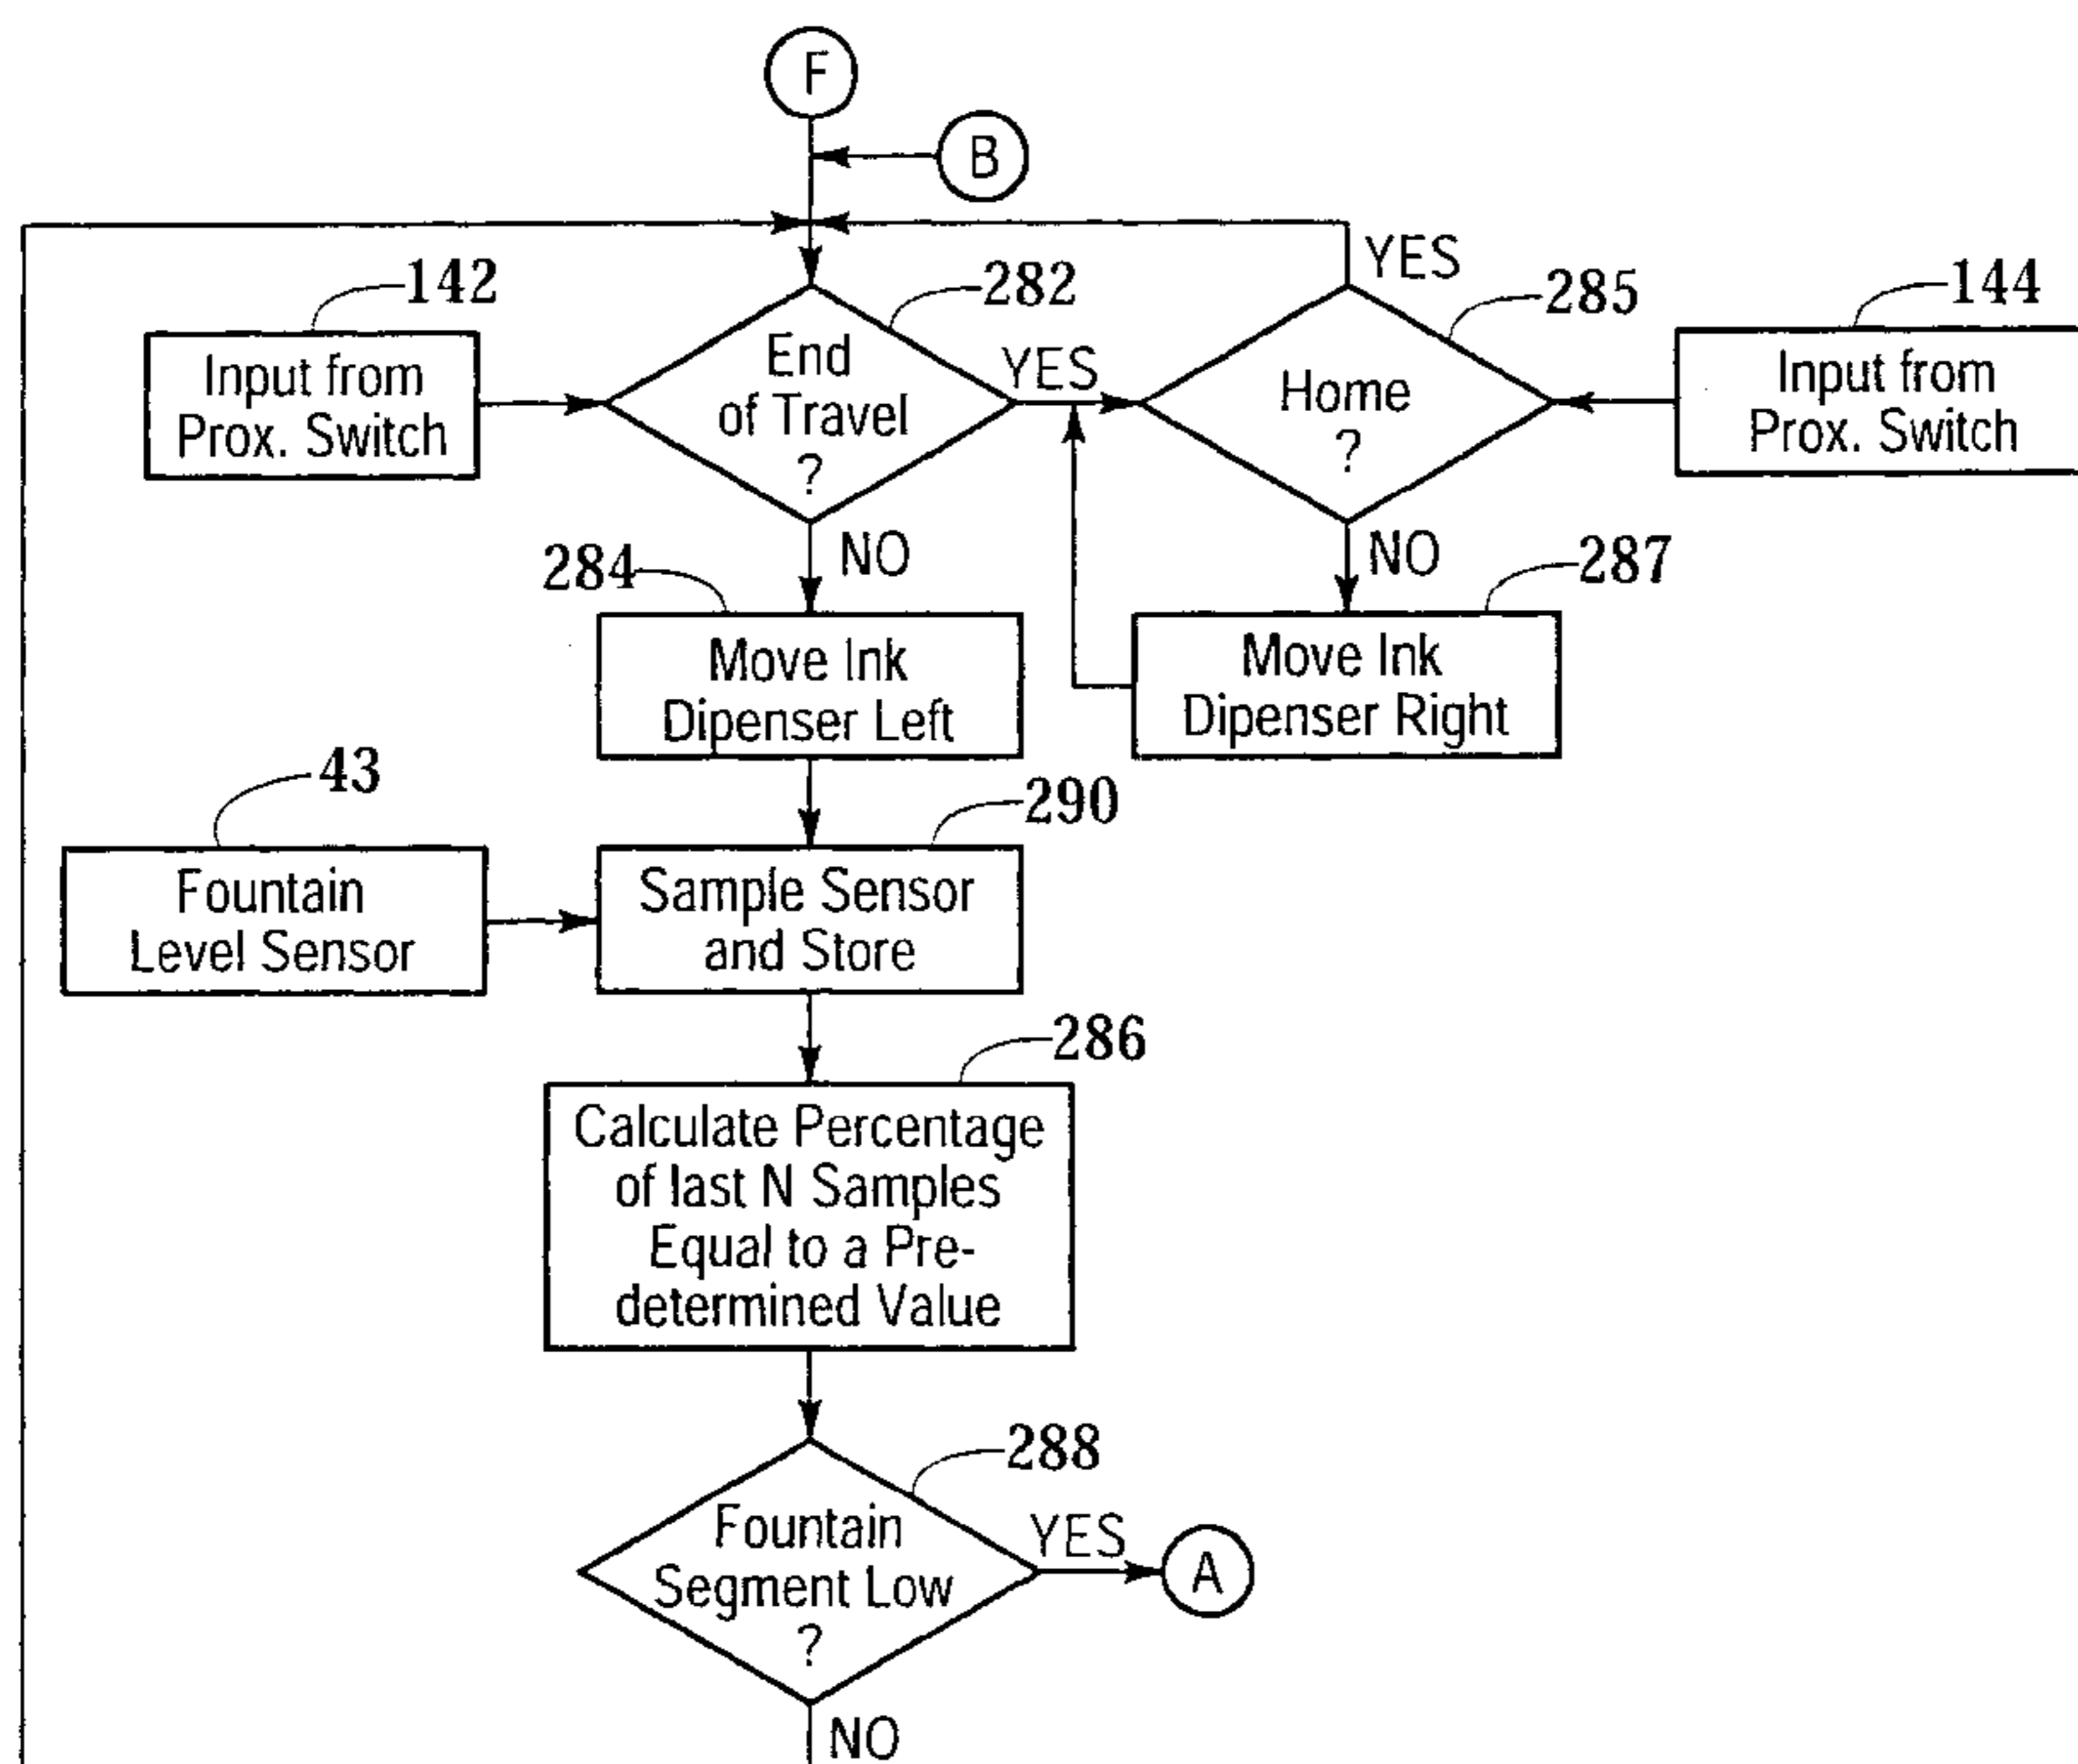 F
B
YES
142
282
285
144
Input from
Prox. Switch
End
of Travel
?
YES
Home
?
Input from
Prox. Switch
NO
NO
284
287
Move Ink
Dipenser Left
Move Ink
Dipenser Right
43
290
Fountain
Level Sensor
Sample Sensor
and Store
286
Calculate Percentage
of last N Samples
Equal to a Pre-
determined Value
288
Fountain
Segment Low
?
YES
A
NO